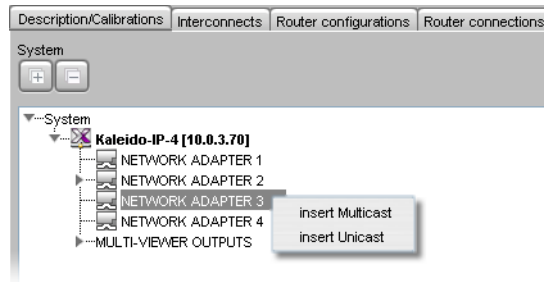 Description/Calibrations Interconnects Router configurations Router connections
System
System
Kaleido-IP-4 [10.0.3.70]
NETWORK ADAPTER 1
NETWORK ADAPTER 2
NETWORK ADAPTER 3
NETWORK ADAPTER 4
MULTI-VIEWER OUTPUTS
insert Multicast
insert Unicast